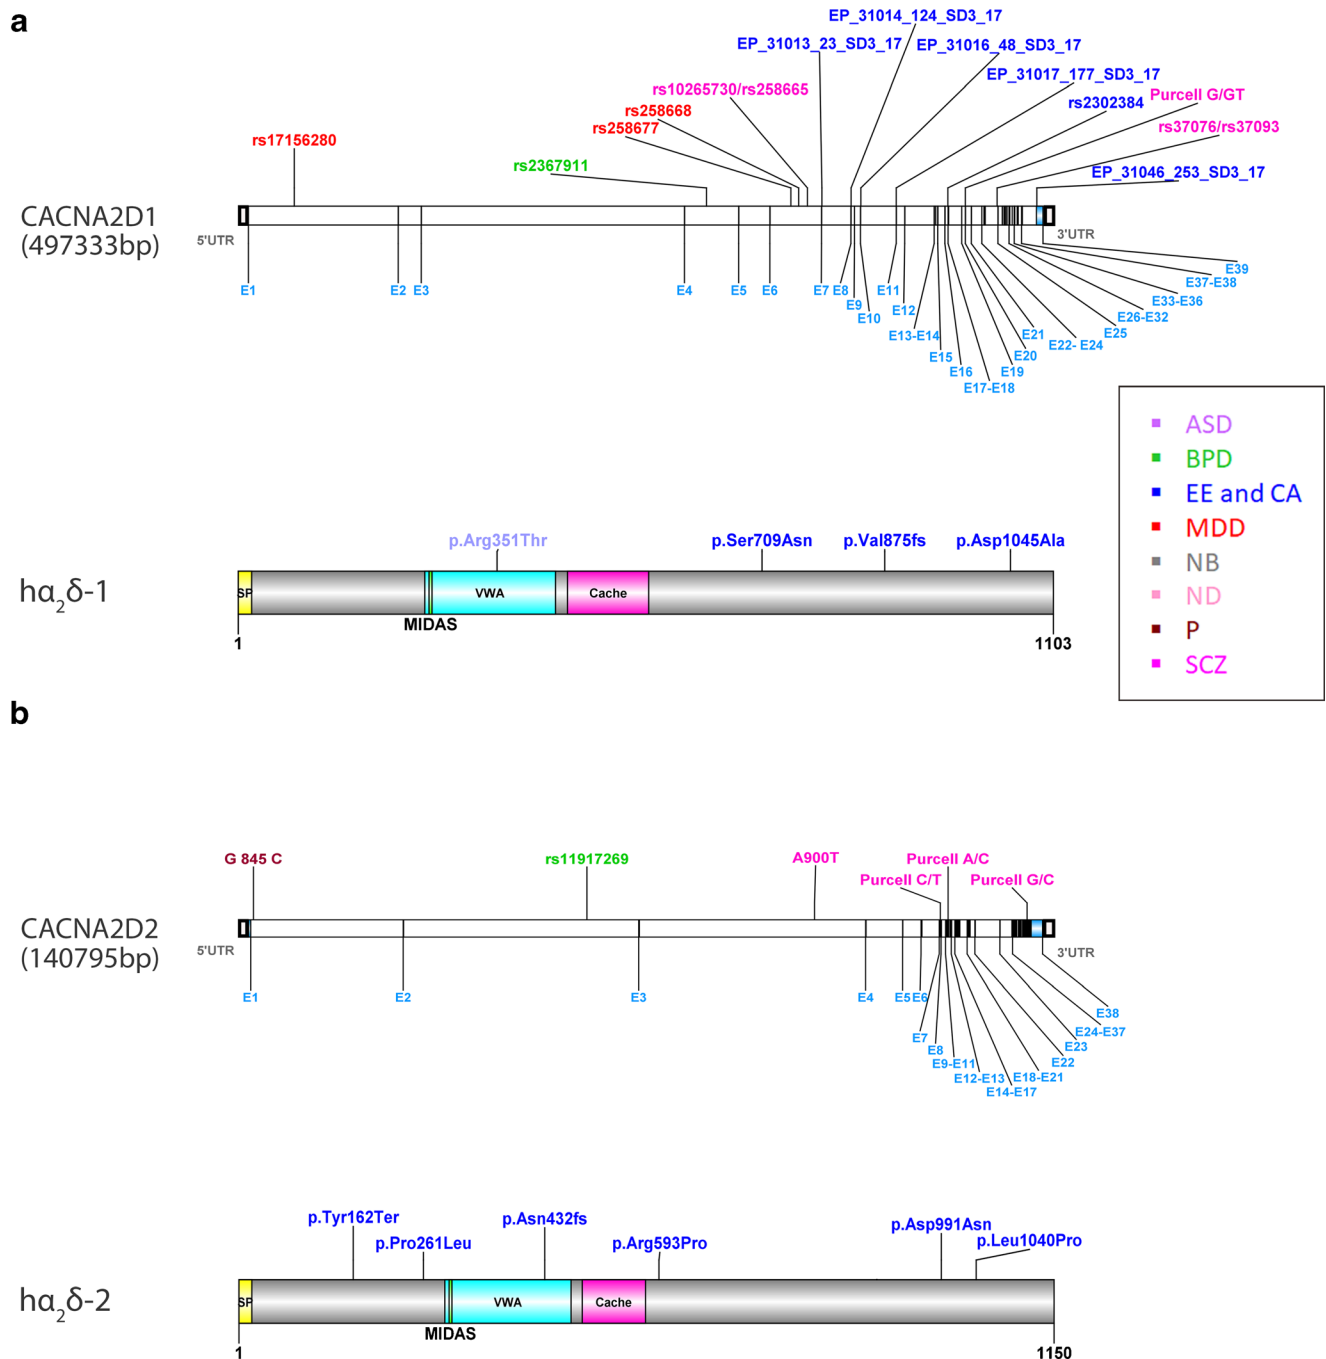 a
EP_31014_124_SD3_17
EP_31013_23_SD3_17 EP_31016_48_SD3_17
EP_31017_177_SD3_17
rs10265730/rs258665 Purcell G/GT
rs258668 rs2302384
rs258677 rs37076/rs37093
rs17156280
rs2367911 EP_31046_253_SD3_17
CACNA2D1
(497333bp)
5'UTR 3'UTR
E1 E2 E3 E4 E5 E6 E7 E8 E9 E10 E11 E12 E13-E14 E15 E16 E17-E18 E19 E20 E21 E22- E24 E25 E26-E32 E33-E36 E37-E38 E39
ASD
BPD
EE and CA
MDD
NB
ND
P
SCZ
p.Arg351Thr p.Ser709Asn p.Val875fs p.Asp1045Ala
hα2δ-1
SP VWA Cache
MIDAS
1 1103
b
G 845 C rs11917269 A900T Purcell A/C
Purcell C/T Purcell G/C
CACNA2D2
(140795bp)
5'UTR 3'UTR
E1 E2 E3 E4 E5 E6 E7 E8 E9-E11 E12-E13 E14-E17 E18-E21 E22 E23 E24-E37 E38
p.Tyr162Ter p.Asn432fs p.Asp991Asn
p.Pro261Leu p.Arg593Pro p.Leu1040Pro
hα2δ-2
SP VWA Cache
MIDAS
1 1150